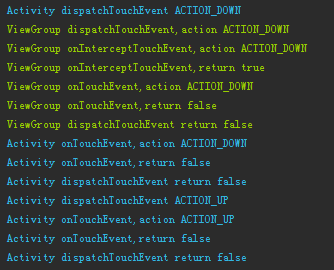 Activity dispatchTouchEvent ACTION_DOWN
ViewGroup dispatchTouchEvent, action ACTION_DOWN
ViewGroup onInterceptTouchEvent, action ACTION_DOWN
ViewGroup onInterceptTouchEvent, return true
ViewGroup onTouchEvent, action ACTION_DOWN
ViewGroup onTouchEvent, return false
ViewGroup dispatchTouchEvent return false
Activity onTouchEvent, action ACTION_DOWN
Activity onTouchEvent, return false
Activity dispatchTouchEvent return false
Activity dispatchTouchEvent ACTION_UP
Activity onTouchEvent, action ACTION_UP
Activity onTouchEvent, return false
Activity dispatchTouchEvent return false